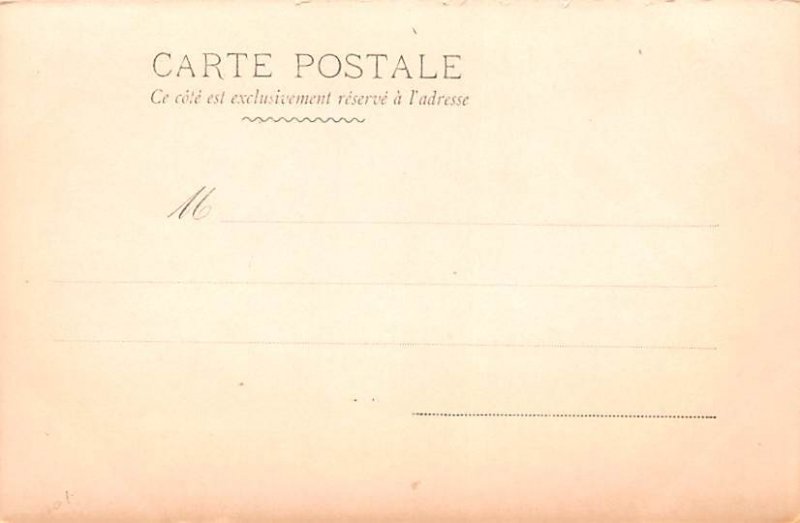 CARTE POSTALE
Ce côté est exclusivement réservé à l'adresse
M